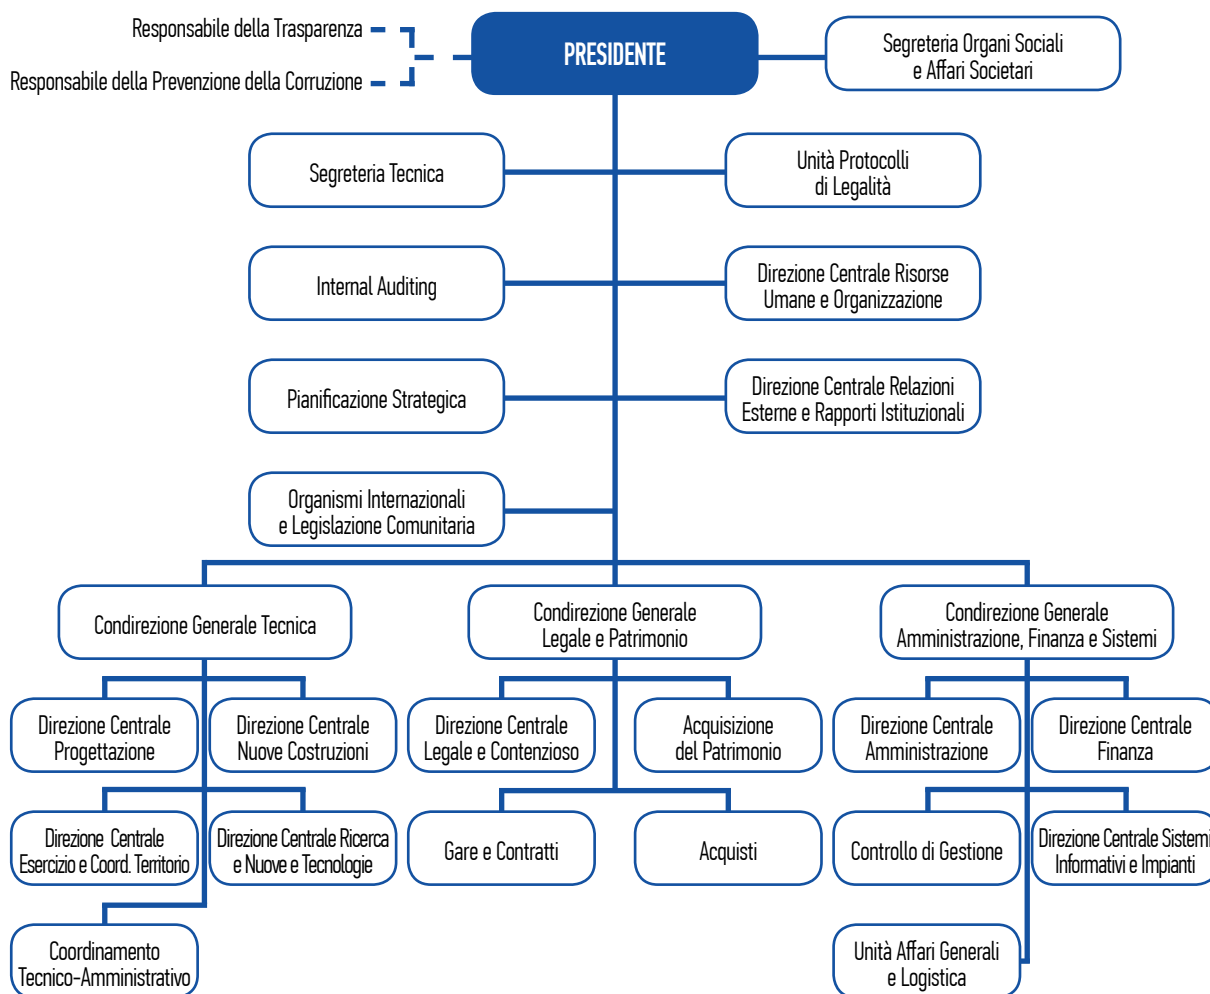 Responsabile della Trasparenza
Responsabile della Prevenzione della Corruzione
PRESIDENTE
Segreteria Organi Sociali
e Affari Societari
Segreteria Tecnica
Unità Protocolli
di Legalità
Internal Auditing
Direzione Centrale Risorse
Umane e Organizzazione
Pianificazione Strategica
Direzione Centrale Relazioni
Esterne e Rapporti Istituzionali
Organismi Internazionali
e Legislazione Comunitaria
Condirezione Generale Tecnica
Condirezione Generale
Legale e Patrimonio
Condirezione Generale
Amministrazione, Finanza e Sistemi
Direzione Centrale
Progettazione
Direzione Centrale
Nuove Costruzioni
Direzione Centrale
Legale e Contenzioso
Acquisizione
del Patrimonio
Direzione Centrale
Amministrazione
Direzione Centrale
Finanza
Direzione Centrale
Esercizio e Coord. Territorio
Direzione Centrale Ricerca
e Nuove e Tecnologie
Gare e Contratti
Acquisti
Controllo di Gestione
Direzione Centrale Sistemi
Informativi e Impianti
Coordinamento
Tecnico-Amministrativo
Unità Affari Generali
e Logistica